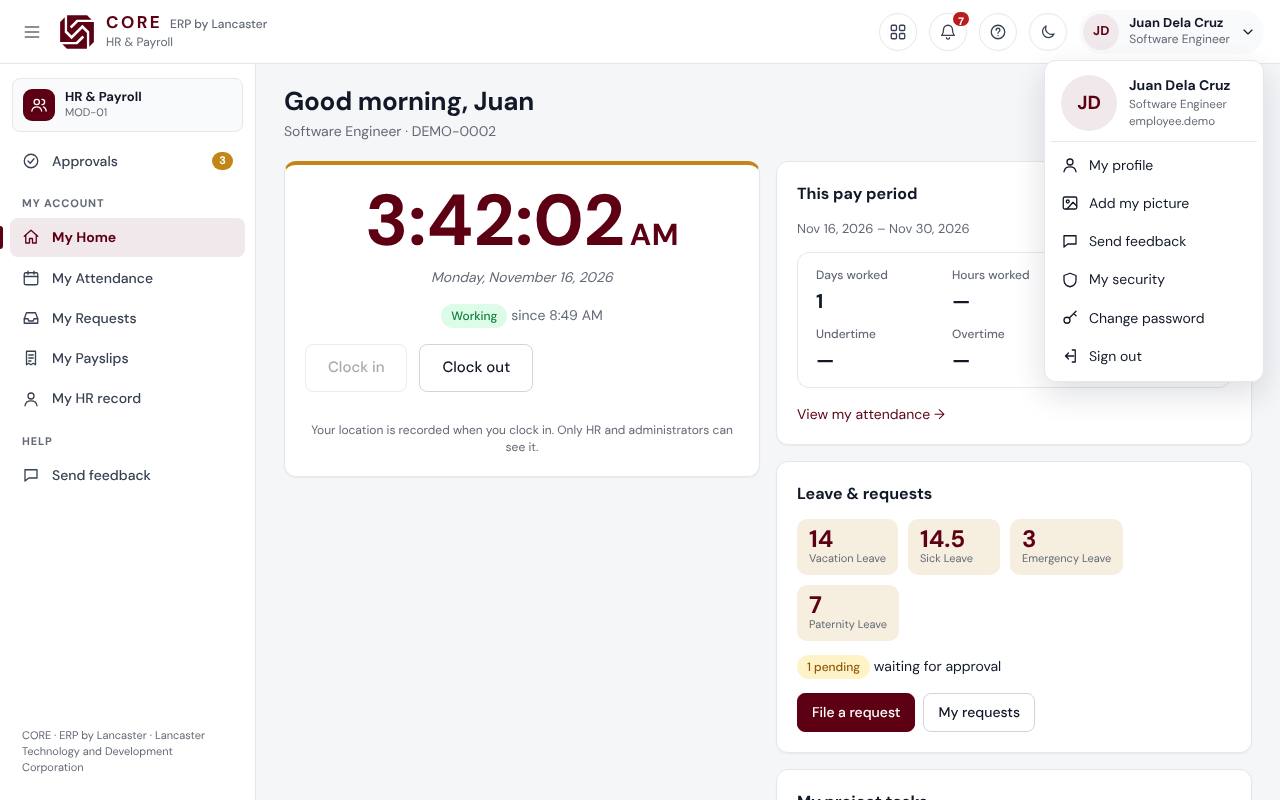 CORE ERP by Lancaster
HR & Payroll
7
JD
Juan Dela Cruz
Software Engineer
HR & Payroll
MOD-01
Approvals
3
MY ACCOUNT
My Home
My Attendance
My Requests
My Payslips
My HR record
HELP
Send feedback
CORE · ERP by Lancaster · Lancaster
Technology and Development
Corporation
Good morning, Juan
Software Engineer · DEMO-0002
3:42:02 AM
Monday, November 16, 2026
Working since 8:49 AM
Clock in
Clock out
Your location is recorded when you clock in. Only HR and administrators can
see it.
This pay period
Nov 16, 2026 – Nov 30, 2026
Days worked
Hours worked
1
—
Undertime
Overtime
—
—
View my attendance →
Leave & requests
14
Vacation Leave
14.5
Sick Leave
3
Emergency Leave
7
Paternity Leave
1 pending waiting for approval
File a request
My requests
JD
Juan Dela Cruz
Software Engineer
employee.demo
My profile
Add my picture
Send feedback
My security
Change password
Sign out